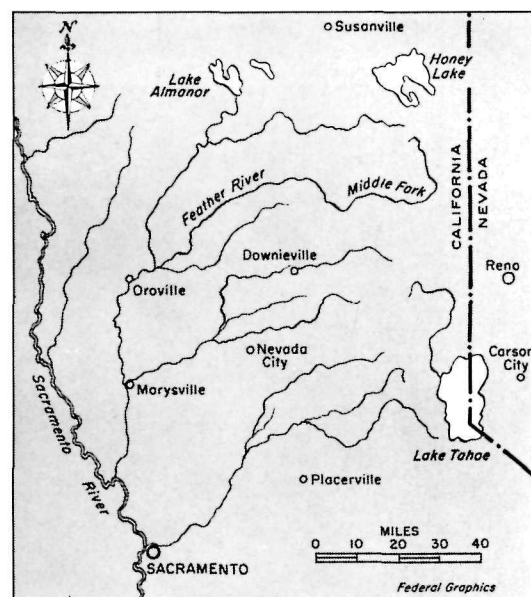 N
Susanville
Lake
Almanor
Honey
Lake
Feather River
Middle Fork
CALIFORNIA
NEVADA
Downieville
Reno
Oroville
Nevada
City
Carson
City
Marysville
Sacramento
River
Lake Tahoe
Placerville
SACRAMENTO
MILES
0 10 20 30 40
Federal Graphics